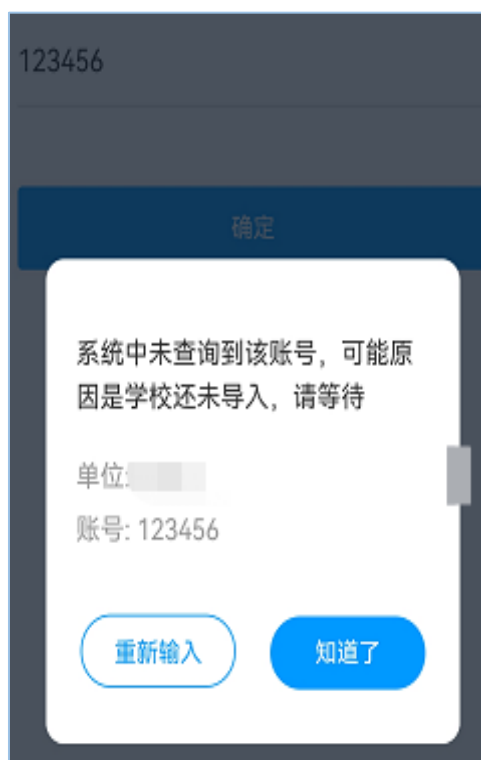 123456
确定
系统中未查询到该账号，可能原
因是学校还未导入，请等待
单位:
账号: 123456
重新输入
知道了